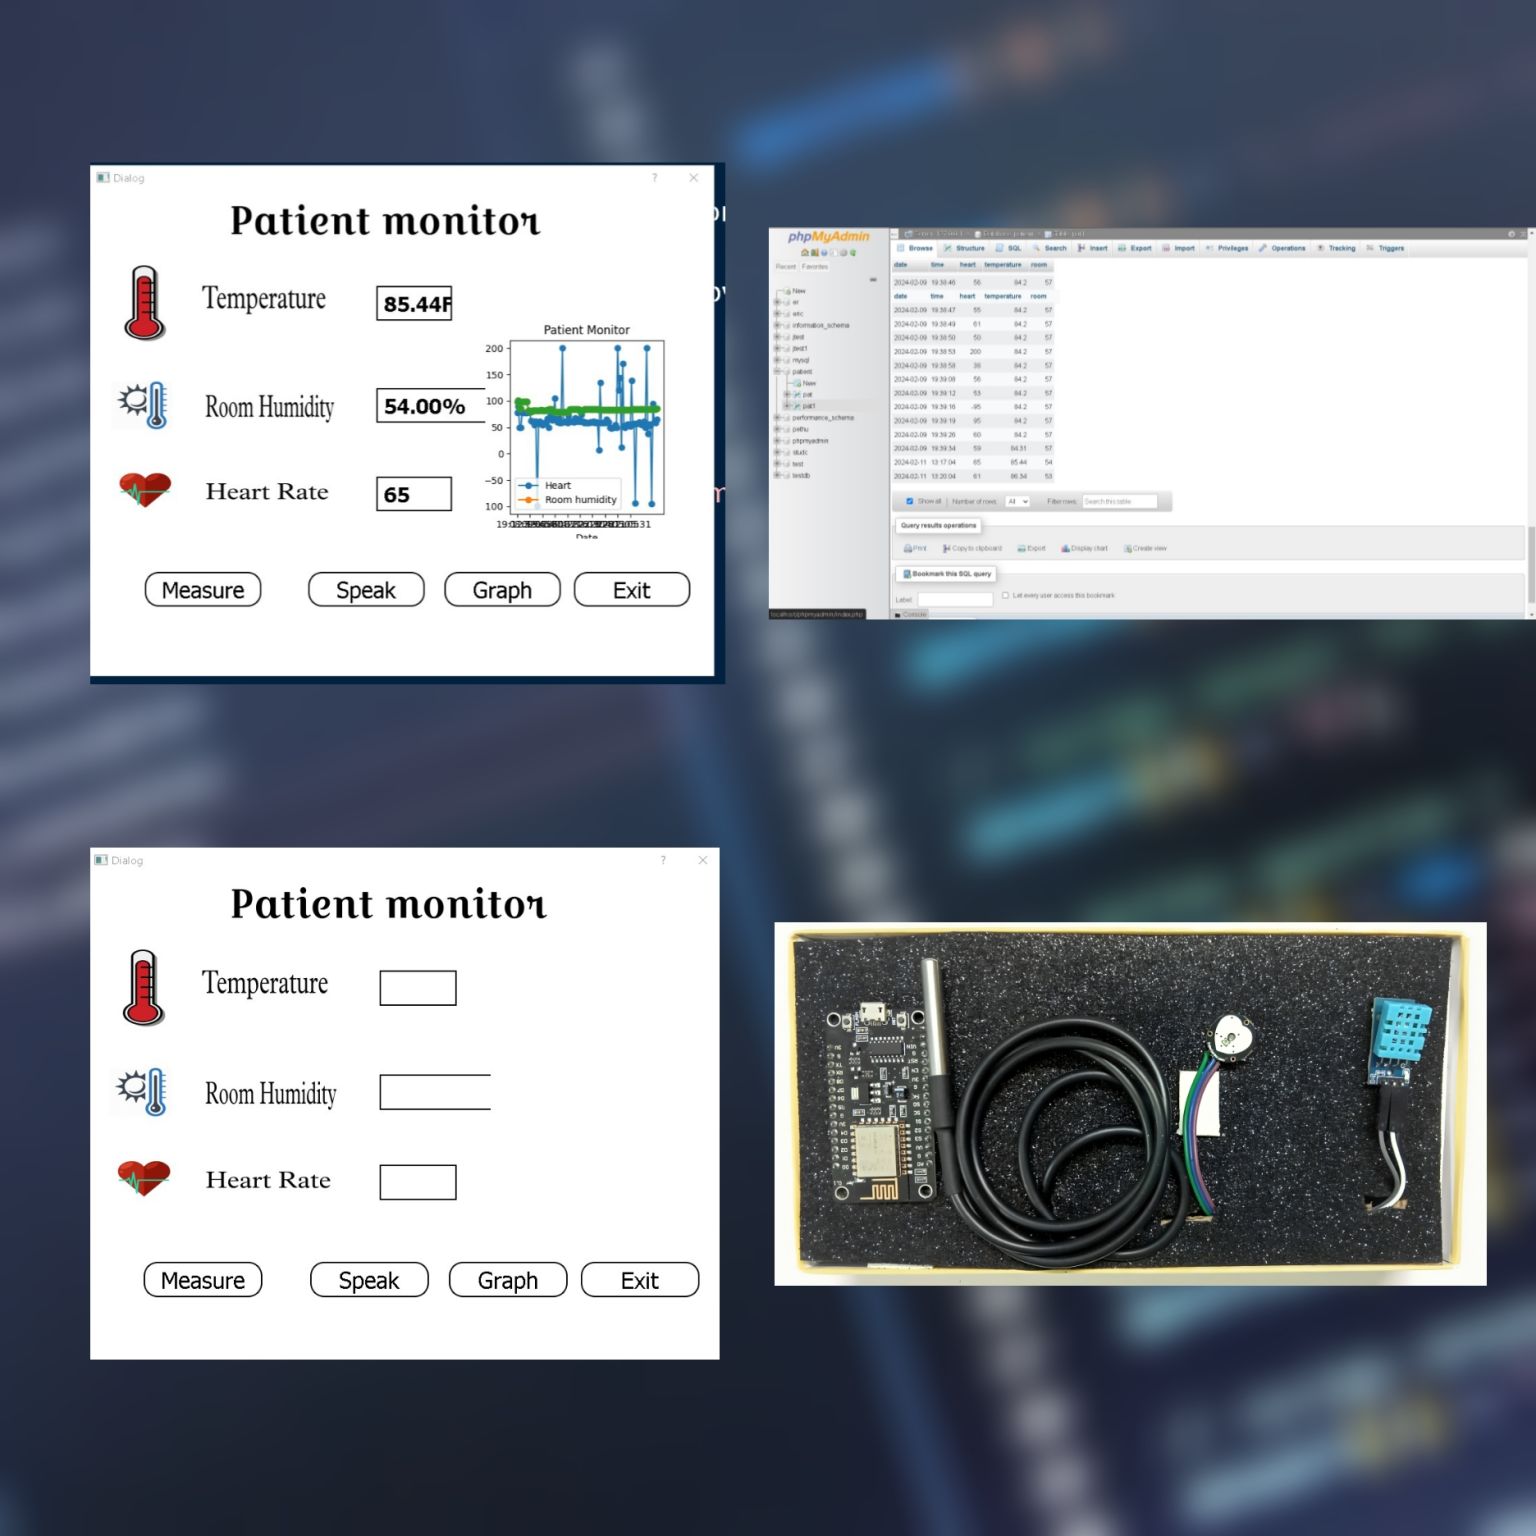 Dialog
Patient monitor
Temperature
85.44F
Room Humidity
54.00%
Heart Rate
65
Patient Monitor
200
150
100
50
0
−50
100
Heart
Room humidity
Date
Measure
Speak
Graph
Exit
phpMyAdmin
Recent Favorites
New
er
eric
information_schema
jtest
jtest1
mysql
patient
New
pat
pat1
performance_schema
pethu
phpmyadmin
studc
test
testdb
Browse Structure SQL Search Insert Export Import Privileges Operations Tracking Triggers
date time heart temperature room
2024-02-09 19:38:46 56 84.2 57
date time heart temperature room
2024-02-09 19:38:47 55 84.2 57
2024-02-09 19:38:49 61 84.2 57
2024-02-09 19:38:50 50 84.2 57
2024-02-09 19:38:53 200 84.2 57
2024-02-09 19:38:58 38 84.2 57
2024-02-09 19:39:08 56 84.2 57
2024-02-09 19:39:12 53 84.2 57
2024-02-09 19:39:16 -95 84.2 57
2024-02-09 19:39:19 95 84.2 57
2024-02-09 19:39:26 60 84.2 57
2024-02-09 19:39:34 59 84.31 57
2024-02-11 13:17:04 65 85.44 54
2024-02-11 13:20:04 61 86.34 53
Show all | Number of rows: All Filter rows: Search this table
Query results operations
Print Copy to clipboard Export Display chart Create view
Bookmark this SQL query
Label: Let every user access this bookmark
localhost/phpmyadmin/index.php
Console
Dialog
Patient monitor
Temperature
Room Humidity
Heart Rate
Measure
Speak
Graph
Exit